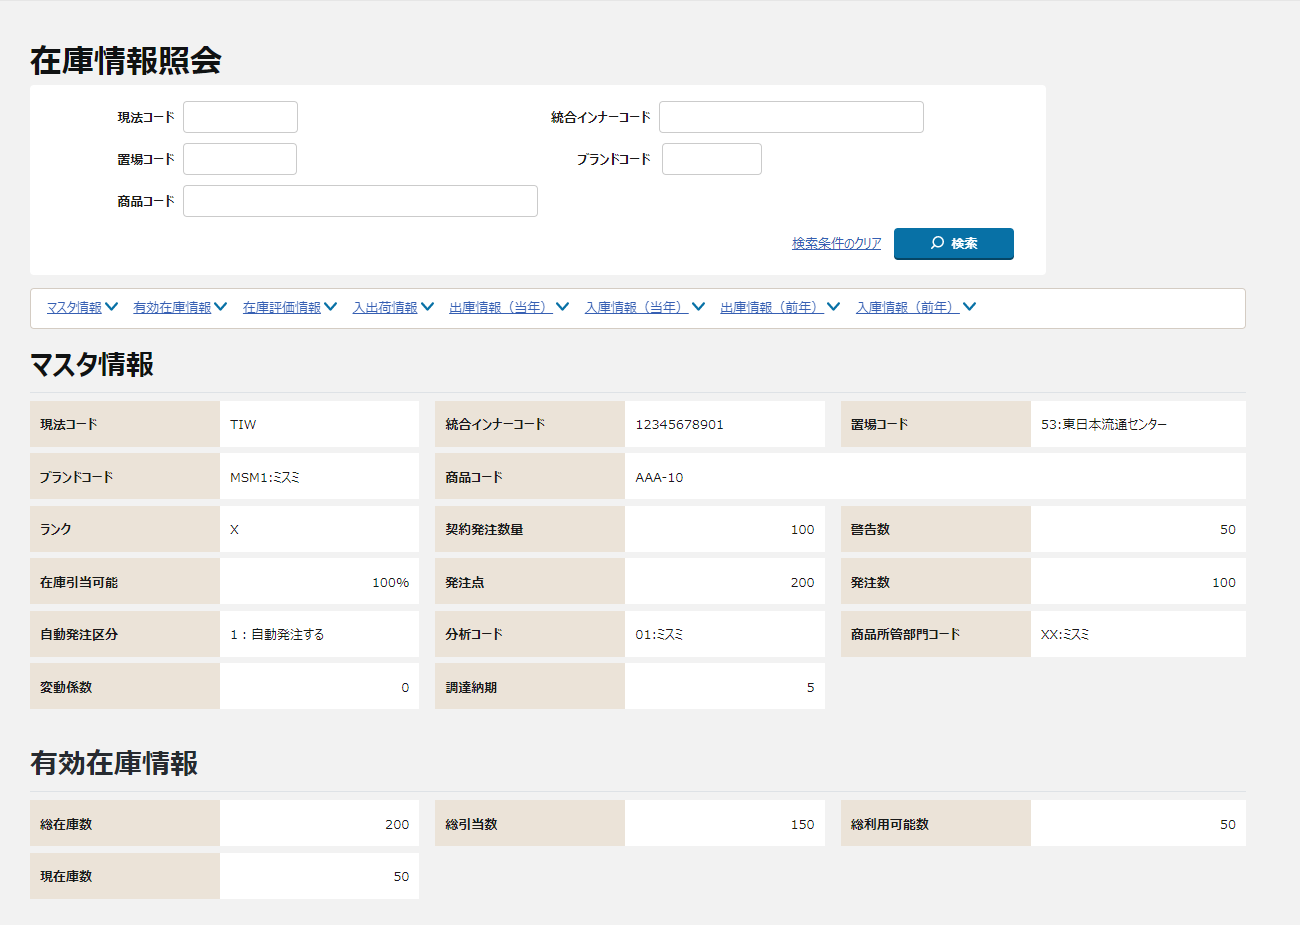 在庫情報照会
現法コード 統合インナーコード
置場コード ブランドコード
商品コード
検索条件のクリア 検索
マスタ情報 有効在庫情報 在庫評価情報 入出荷情報 出庫情報（当年） 入庫情報（当年） 出庫情報（前年） 入庫情報（前年）
マスタ情報
現法コード TIW 統合インナーコード 12345678901 置場コード 53:東日本流通センター
ブランドコード MSM1:ミスミ 商品コード AAA-10
ランク X 契約発注数量 100 警告数 50
在庫引当可能 100% 発注点 200 発注数 100
自動発注区分 1：自動発注する 分析コード 01:ミスミ 商品所管部門コード XX:ミスミ
変動係数 0 調達納期 5
有効在庫情報
総在庫数 200 総引当数 150 総利用可能数 50
現在庫数 50